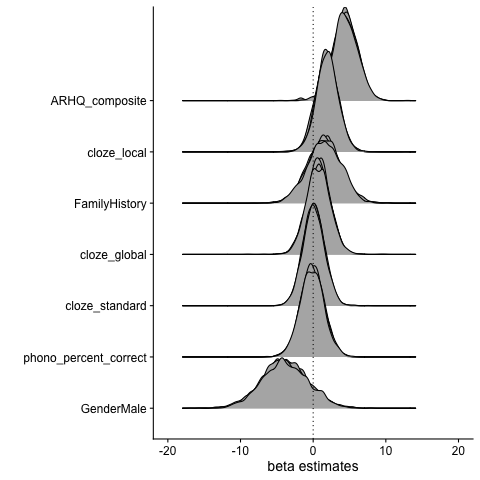 ARHQ_composite
cloze_local
FamilyHistory
cloze_global
cloze_standard
phono_percent_correct
GenderMale
-20 -10 0 10 20
beta estimates